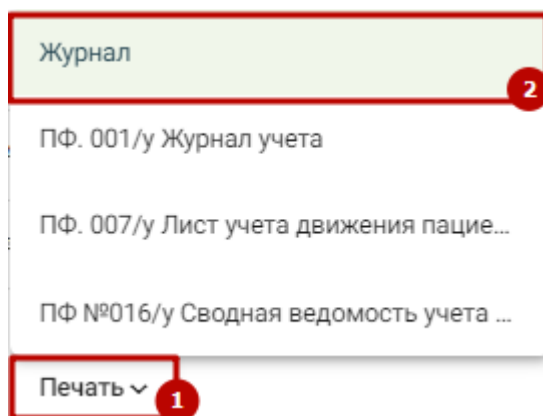 Журнал
2
ПФ. 001/у Журнал учета
ПФ. 007/у Лист учета движения пацие...
ПФ №016/у Сводная ведомость учета ...
Печать
1